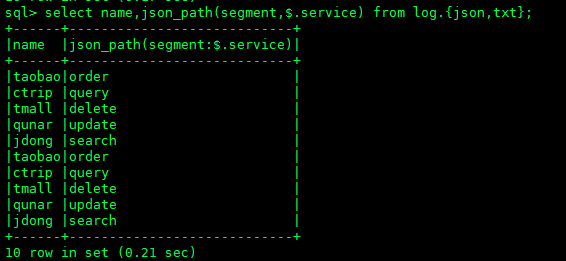 sql> select name,json_path(segment,$.service) from log.{json,txt};
+------+----------------------------+
|name  |json_path(segment:$.service)|
+------+----------------------------+
|taobao|order                       |
|ctrip |query                       |
|tmall |delete                      |
|qunar |update                      |
|jdong |search                      |
|taobao|order                       |
|ctrip |query                       |
|tmall |delete                      |
|qunar |update                      |
|jdong |search                      |
+------+----------------------------+
10 row in set (0.21 sec)